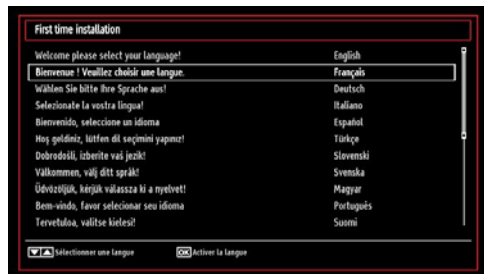 First time installation
Welcome please select your language! English
Bienvenue ! Veuillez choisir une langue. Français
Wählen Sie bitte Ihre Sprache aus! Deutsch
Selezionate la vostra lingua! Italiano
Bienvenido, seleccione un idioma Español
Hoş geldiniz, lütfen dil seçimini yapınız! Türkçe
Dobrodošli, izberite vaš jezik! Slovenski
Välkommen, välj ditt språk! Svenska
Üdvözöljük, kérjük válassza ki a nyelvet! Magyar
Bem-vindo, favor selecionar seu idioma Português
Tervetuloa, valitse kielesi! Suomi
Sélectionner une langue OK Activer la langue